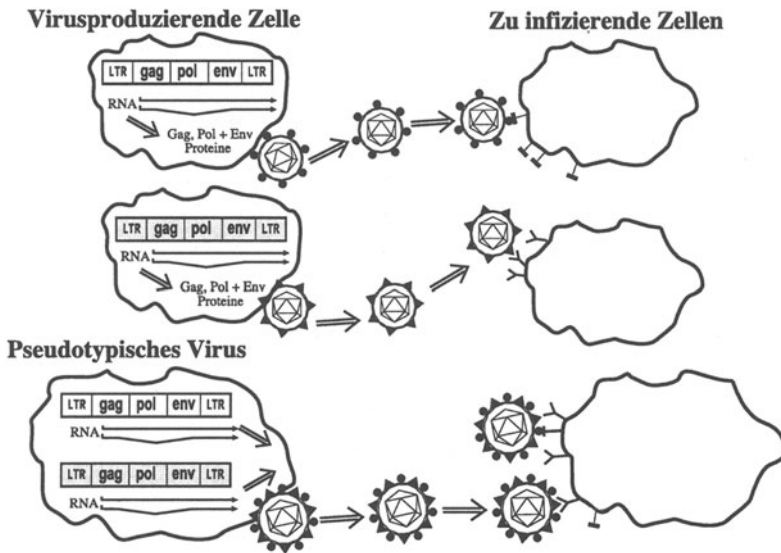 Virusproduzierende Zelle
Zu infizierende Zellen
LTR gag pol env LTR
RNA
Gag, Pol + Env
Proteine
LTR gag pol env LTR
RNA
Gag, Pol + Env
Proteine
Pseudotypisches Virus
LTR gag pol env LTR
RNA
LTR gag pol env LTR
RNA